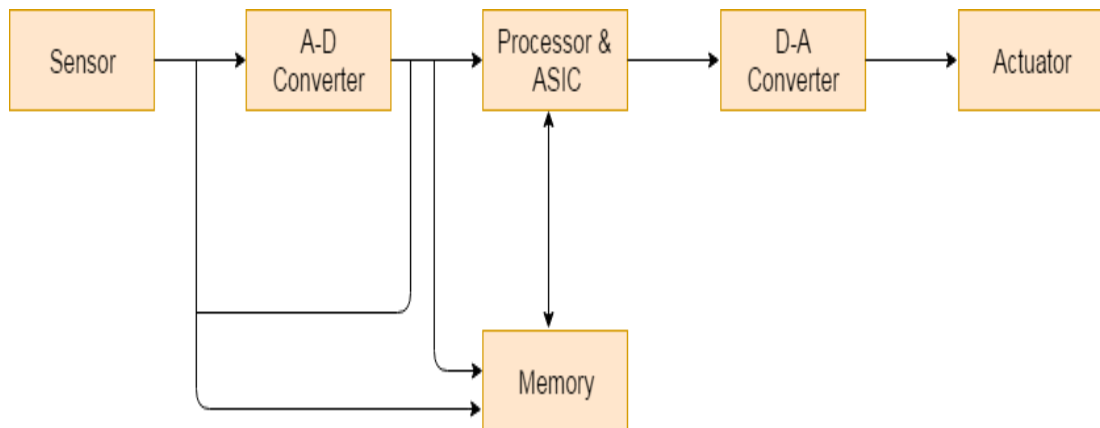 Sensor
A-D
Converter
Processor &
ASIC
D-A
Converter
Actuator
Memory